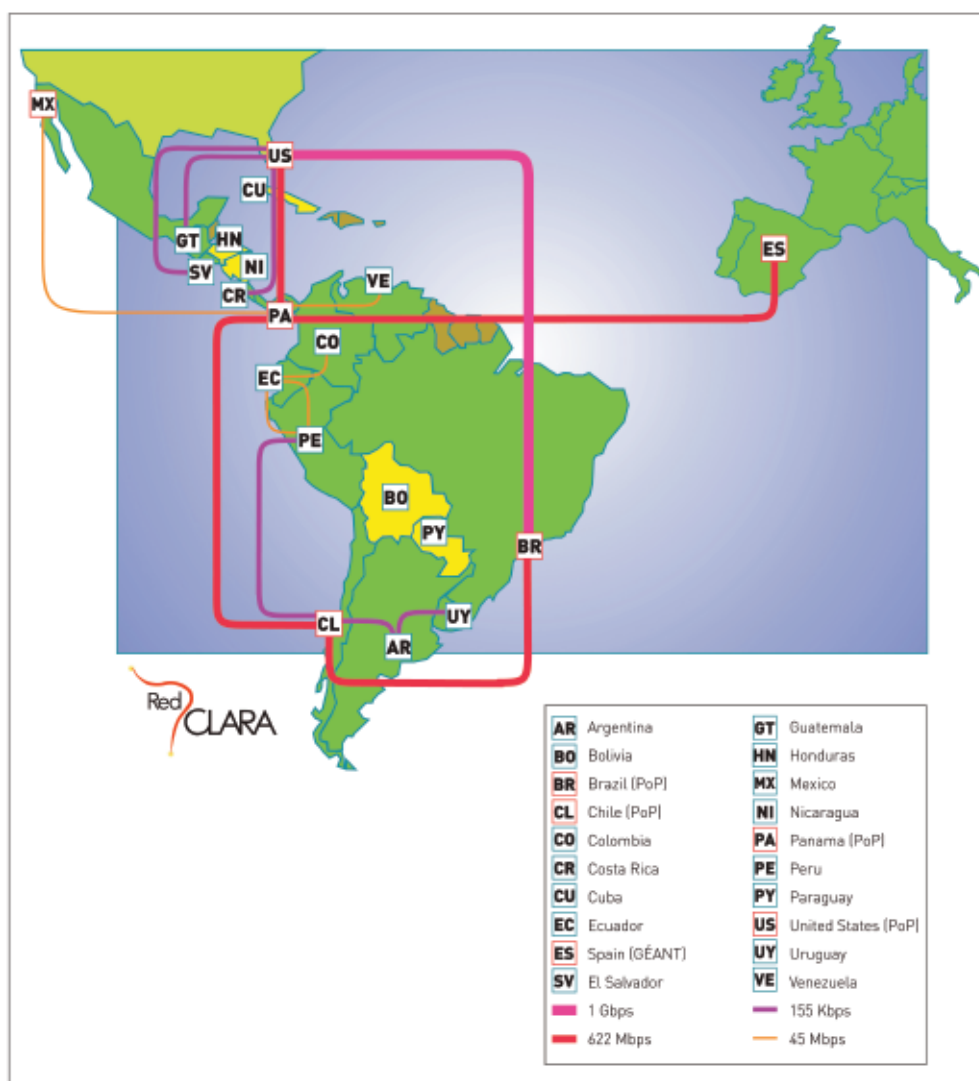 MX
US
CU
GT
HN
SV
NI
CR
VE
PA
ES
CO
EC
PE
BO
PY
BR
CL
UY
AR
Red
CLARA
AR Argentina
BO Bolivia
BR Brazil (PoP)
CL Chile (PoP)
CO Colombia
CR Costa Rica
CU Cuba
EC Ecuador
ES Spain (GÉANT)
SV El Salvador
1 Gbps
622 Mbps
GT Guatemala
HN Honduras
MX Mexico
NI Nicaragua
PA Panama (PoP)
PE Peru
PY Paraguay
US United States (PoP)
UY Uruguay
VE Venezuela
155 Kbps
45 Mbps